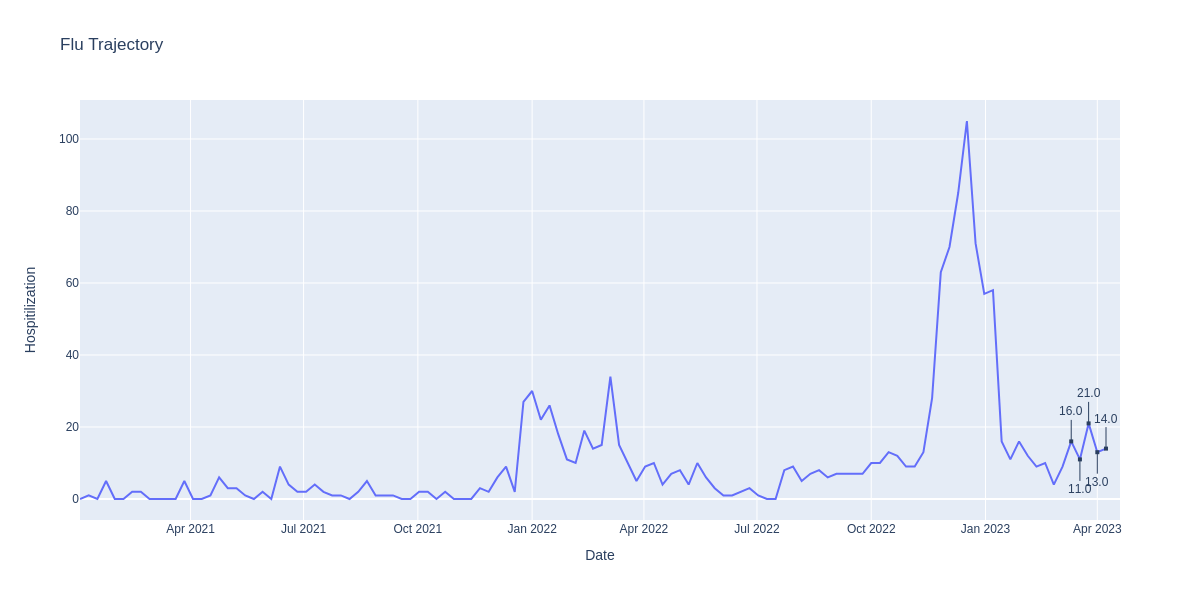 Flu Trajectory
Hospitilization
100
80
60
40
20
0
21.0
16.0
14.0
13.0
11.0
Apr 2021
Jul 2021
Oct 2021
Jan 2022
Apr 2022
Jul 2022
Oct 2022
Jan 2023
Apr 2023
Date